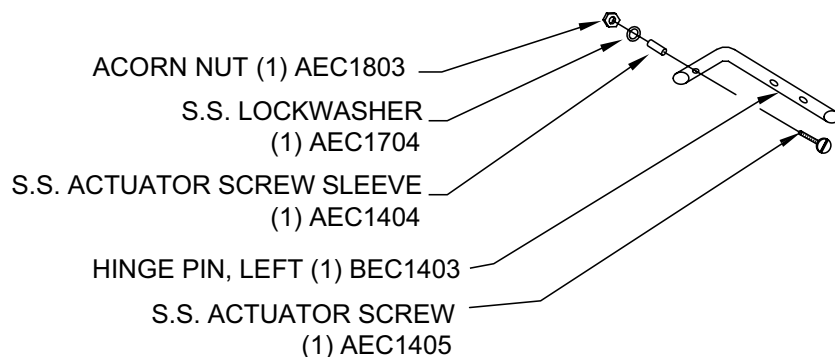 ACORN NUT (1) AEC1803
S.S. LOCKWASHER
(1) AEC1704
S.S. ACTUATOR SCREW SLEEVE
(1) AEC1404
HINGE PIN, LEFT (1) BEC1403
S.S. ACTUATOR SCREW
(1) AEC1405